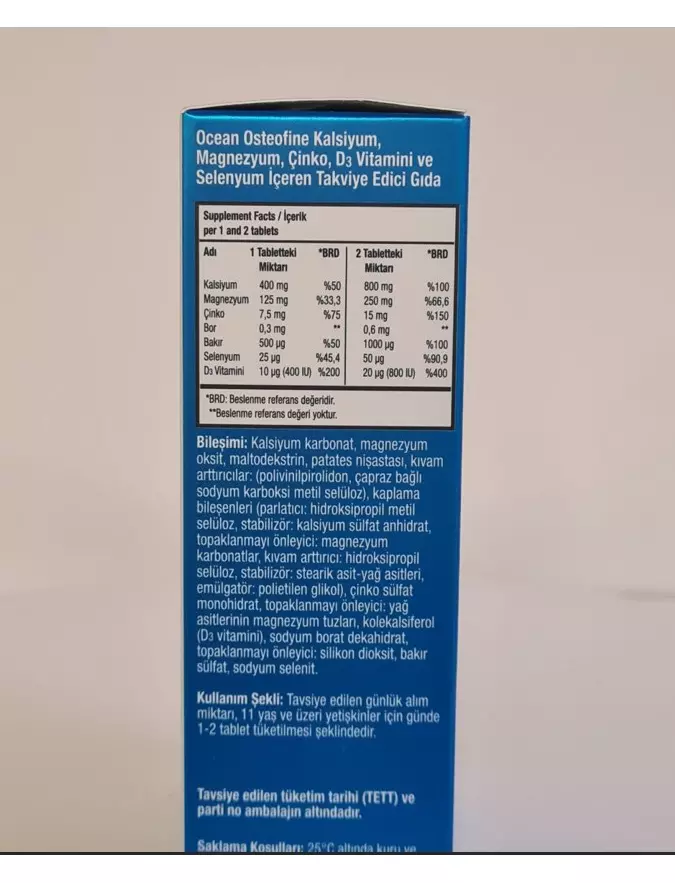 Ocean Osteofine Kalsiyum,
Magnezyum, Çinko, D3 Vitamini ve
Selenyum İçeren Takviye Edici Gıda
Supplement Facts / İçerik
per 1 and 2 tablets
Adı 1 Tabletteki Miktarı *BRD 2 Tabletteki Miktarı *BRD
Kalsiyum 400 mg %50 800 mg %100
Magnezyum 125 mg %33,3 250 mg %66,6
Çinko 7,5 mg %75 15 mg %150
Bor 0,3 mg ** 0,6 mg **
Bakır 500 µg %50 1000 µg %100
Selenyum 25 µg %45,4 50 µg %90,9
D3 Vitamini 10 µg (400 IU) %200 20 µg (800 IU) %400
*BRD: Beslenme referans değeridir.
**Beslenme referans değeri yoktur.
Bileşimi: Kalsiyum karbonat, magnezyum
oksit, maltodekstrin, patates nişastası, kıvam
arttırıcılar: (polivinilpirolidon, çapraz bağlı
sodyum karboksi metil selüloz), kaplama
bileşenleri (parlatıcı: hidroksipropil metil
selüloz, stabilizör: kalsiyum sülfat anhidrat,
topaklanmayı önleyici: magnezyum
karbonatlar, kıvam arttırıcı: hidroksipropil
selüloz, stabilizör: stearik asit-yağ asitleri,
emülgatör: polietilen glikol), çinko sülfat
monohidrat, topaklanmayı önleyici: yağ
asitlerinin magnezyum tuzları, kolekalsiferol
(D3 vitamini), sodyum borat dekahidrat,
topaklanmayı önleyici: silikon dioksit, bakır
sülfat, sodyum selenit.
Kullanım Şekli: Tavsiye edilen günlük alım
miktarı, 11 yaş ve üzeri yetişkinler için günde
1-2 tablet tüketilmesi şeklindedir.
Tavsiye edilen tüketim tarihi (TETT) ve
parti no ambalajın altındadır.
Saklama Koşulları: 25°C altında kuru ve